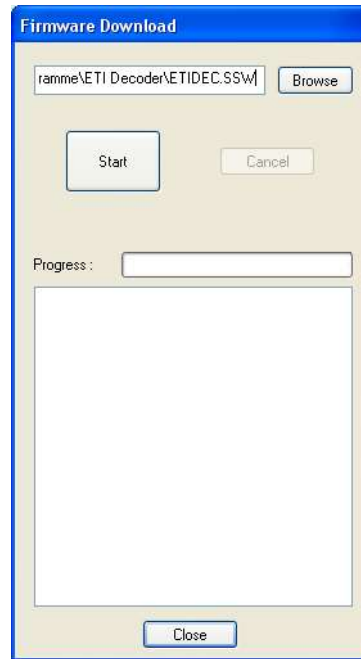 Firmware Download
ramme\ETI Decoder\ETIDEC.SSW
Browse
Start
Cancel
Progress :
Close